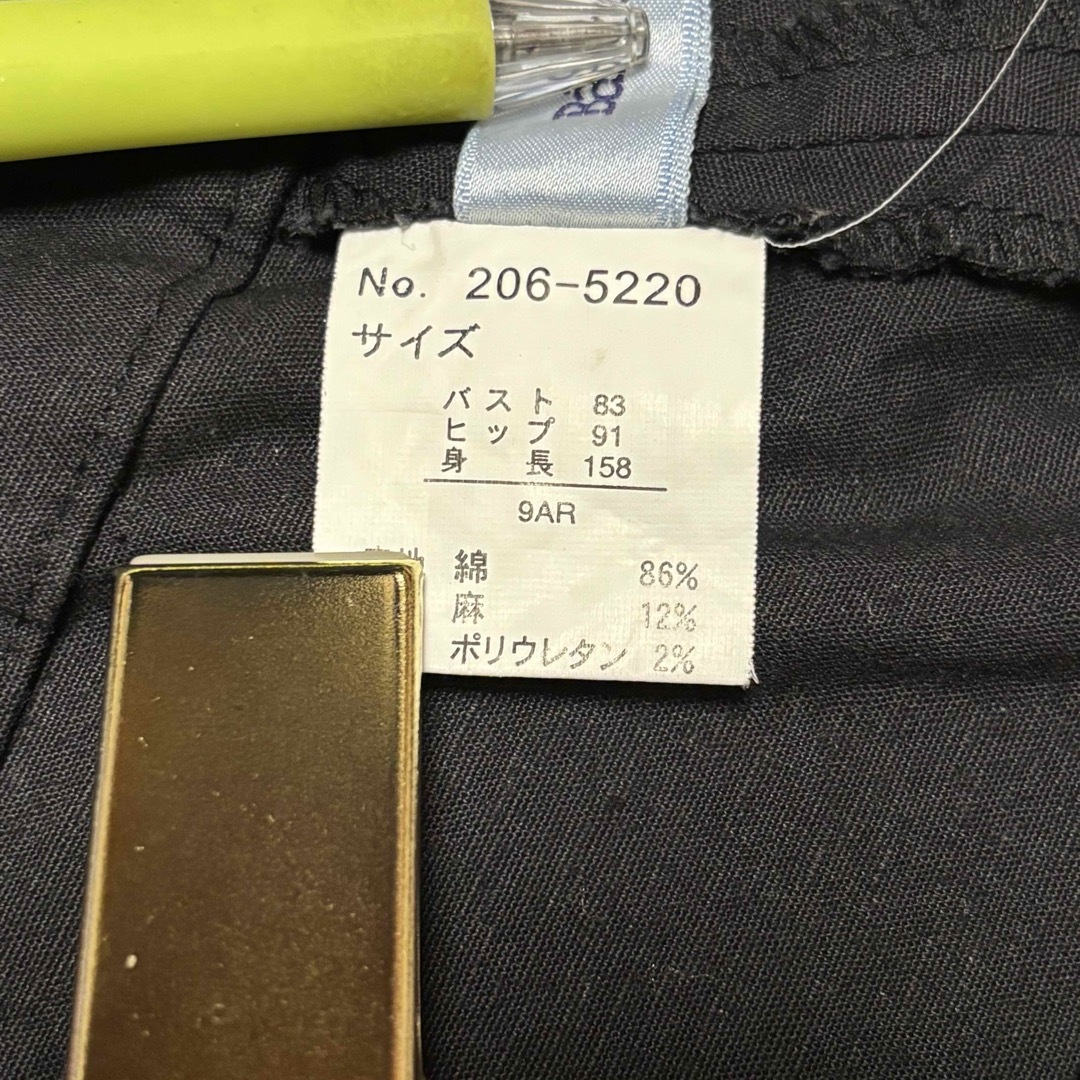 No. 206-5220
サイズ
バスト 83
ヒップ 91
身長 158
9AR
綿 86%
麻 12%
ポリウレタン 2%